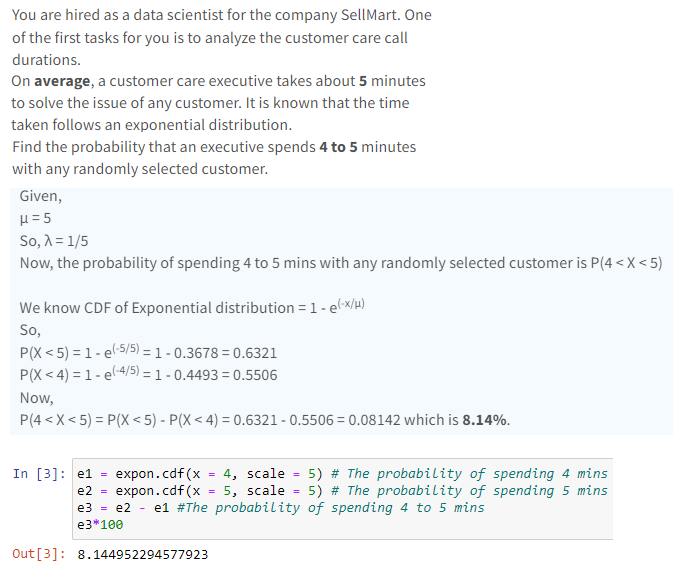 You are hired as a data scientist for the company SellMart. One
of the first tasks for you is to analyze the customer care call
durations.
On average, a customer care executive takes about 5 minutes
to solve the issue of any customer. It is known that the time
taken follows an exponential distribution.
Find the probability that an executive spends 4 to 5 minutes
with any randomly selected customer.
Given,
μ = 5
So, λ = 1/5
Now, the probability of spending 4 to 5 mins with any randomly selected customer is P(4 < X < 5)
We know CDF of Exponential distribution = 1 - e(-x/μ)
So,
P(X < 5) = 1 - e(-5/5) = 1 - 0.3678 = 0.6321
P(X < 4) = 1 - e(-4/5) = 1 - 0.4493 = 0.5506
Now,
P(4 < X < 5) = P(X < 5) - P(X < 4) = 0.6321 - 0.5506 = 0.08142 which is 8.14%.
In [3]: e1 = expon.cdf(x = 4, scale = 5) # The probability of spending 4 mins
e2 = expon.cdf(x = 5, scale = 5) # The probability of spending 5 mins
e3 = e2 - e1 #The probability of spending 4 to 5 mins
e3*100
Out[3]: 8.144952294577923